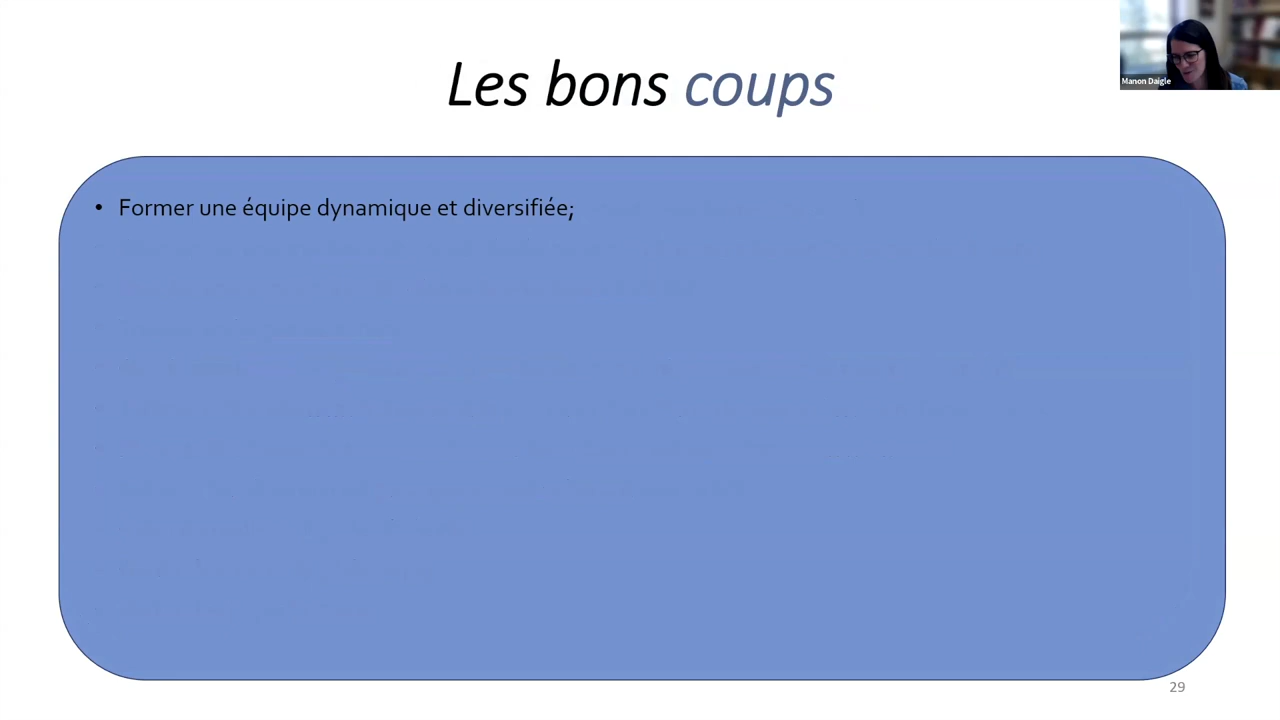 Les bons coups
Manon Daigle
• Former une équipe dynamique et diversifiée;
29